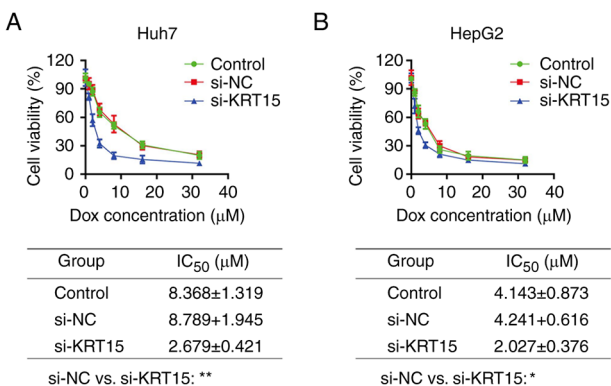 A
Huh7
Cell viability (%)
120
90
60
30
0
0 10 20 30 40
Dox concentration (μM)
Control
si-NC
si-KRT15
Group IC50 (μM)
Control 8.368±1.319
si-NC 8.789+1.945
si-KRT15 2.679±0.421
si-NC vs. si-KRT15: **
B
HepG2
Cell viability (%)
120
90
60
30
0
0 10 20 30 40
Dox concentration (μM)
Control
si-NC
si-KRT15
Group IC50 (μM)
Control 4.143±0.873
si-NC 4.241+0.616
si-KRT15 2.027±0.376
si-NC vs. si-KRT15: *